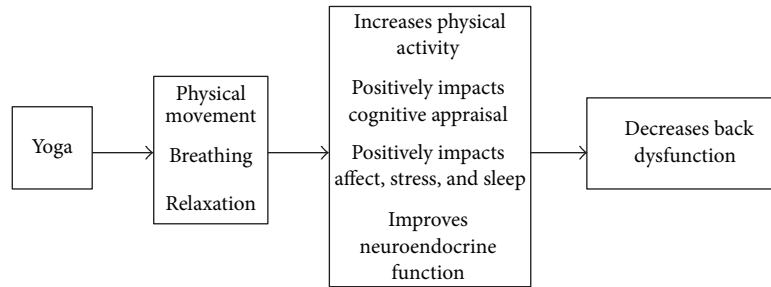 Yoga
Physical
movement
Breathing
Relaxation
Increases physical
activity
Positively impacts
cognitive appraisal
Positively impacts
affect, stress, and sleep
Improves
neuroendocrine
function
Decreases back
dysfunction